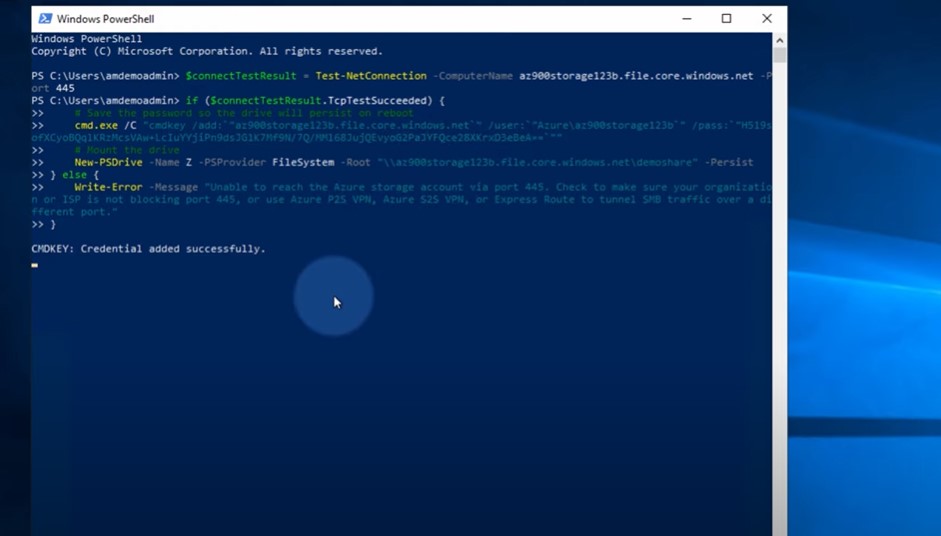 Windows PowerShell
Windows PowerShell
Copyright (C) Microsoft Corporation. All rights reserved.
PS C:\Users\amdemoadmin> $connectTestResult = Test-NetConnection -ComputerName az900storage123b.file.core.windows.net -P
ort 445
PS C:\Users\amdemoadmin> if ($connectTestResult.TcpTestSucceeded) {
>> # Save the password so the drive will persist on reboot
>> cmd.exe /C "cmdkey /add:`"az900storage123b.file.core.windows.net`" /user:`"Azure\az900storage123b`" /pass:`"
>> # Mount the drive
>> New-PSDrive -Name Z -PSProvider FileSystem -Root "\\az900storage123b.file.core.windows.net\demoshare" -Persist
>> } else {
>> Write-Error -Message "Unable to reach the Azure storage account via port 445. Check to make sure your organizatio
n or ISP is not blocking port 445, or use Azure P2S VPN, Azure S2S VPN, or Express Route to tunnel SMB traffic over a di
fferent port."
>> }
CMDKEY: Credential added successfully.